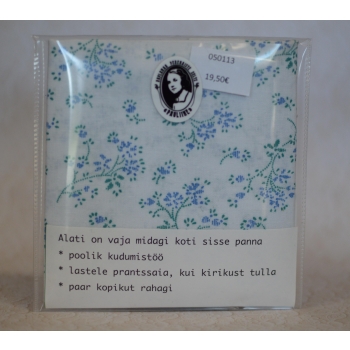 050113
19,50€
Alati on vaja midagi koti sisse panna
* poolik kudumistöö
* lastele prantssaia, kui kirikust tulla
* paar kopikut rahagi